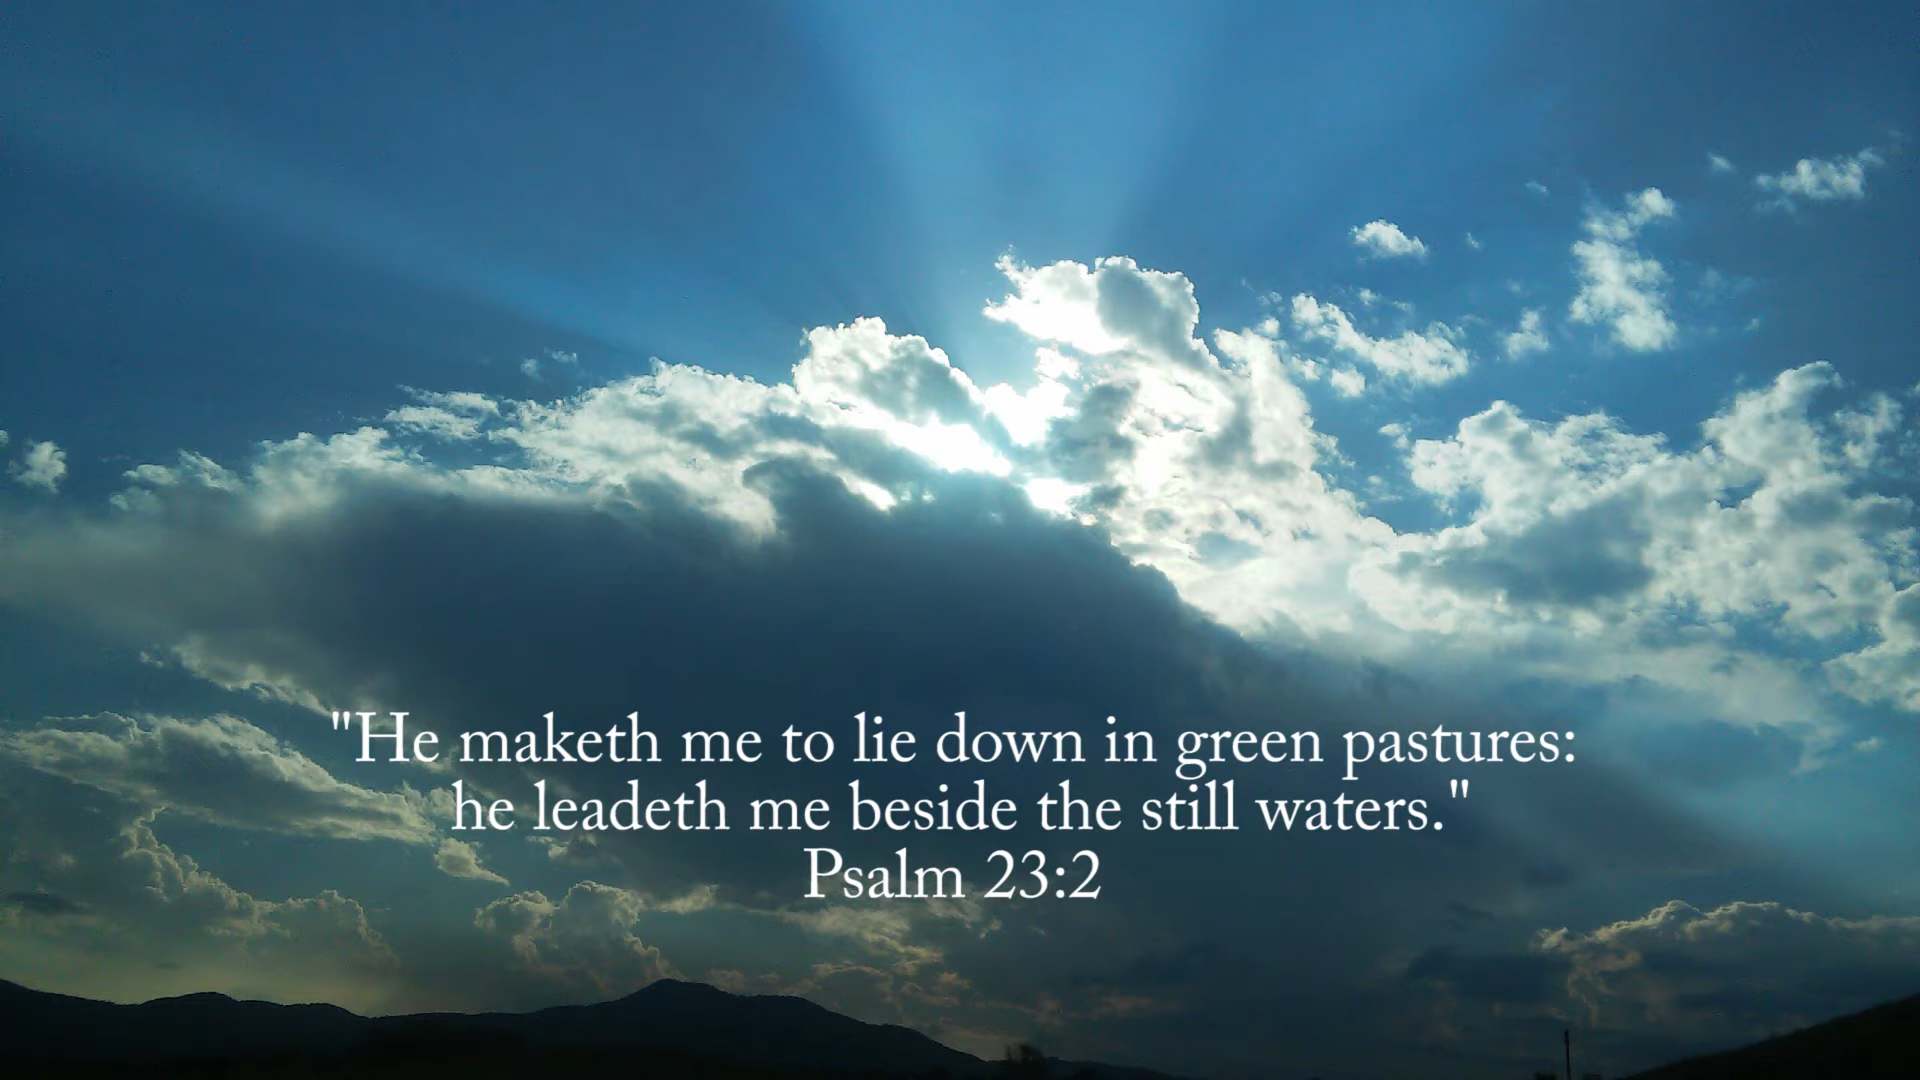 "He maketh me to lie down in green pastures:
he leadeth me beside the still waters."
Psalm 23:2